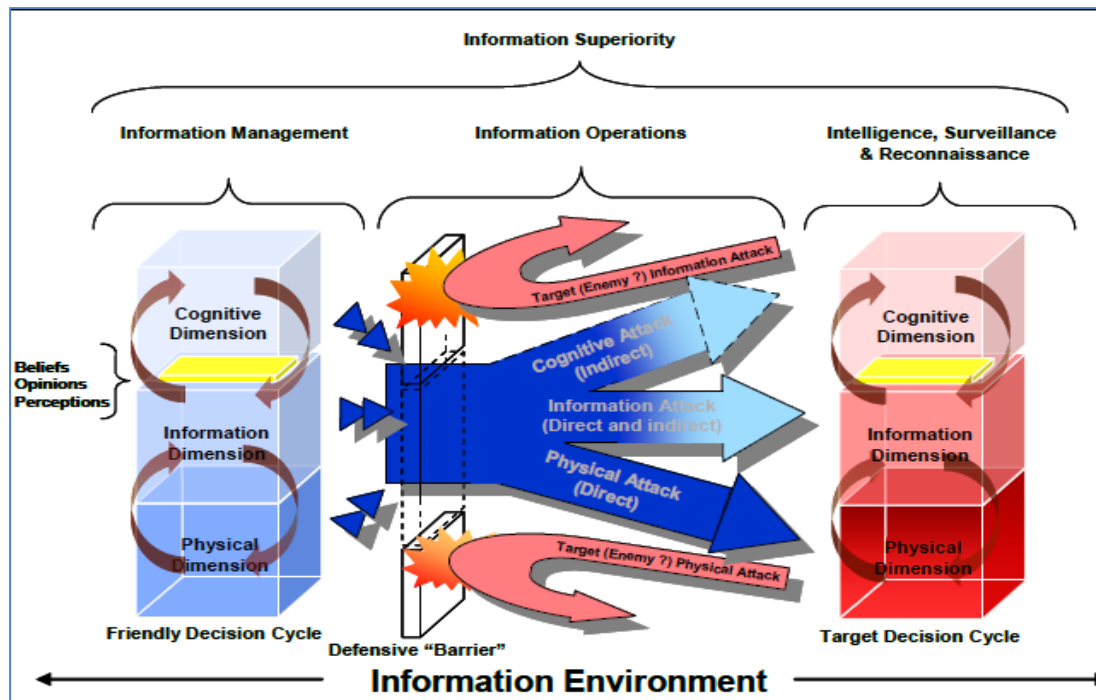 Information Superiority
Information Management
Information Operations
Intelligence, Surveillance
& Reconnaissance
Target (Enemy ?) Information Attack
Cognitive
Dimension
Cognitive Attack
(Indirect)
Cognitive
Dimension
Beliefs
Opinions
Perceptions
Information
Dimension
Information Attack
(Direct and indirect)
Information
Dimension
Physical Attack
(Direct)
Physical
Dimension
Target (Enemy ?) Physical Attack
Physical
Dimension
Friendly Decision Cycle
Defensive “Barrier”
Target Decision Cycle
Information Environment